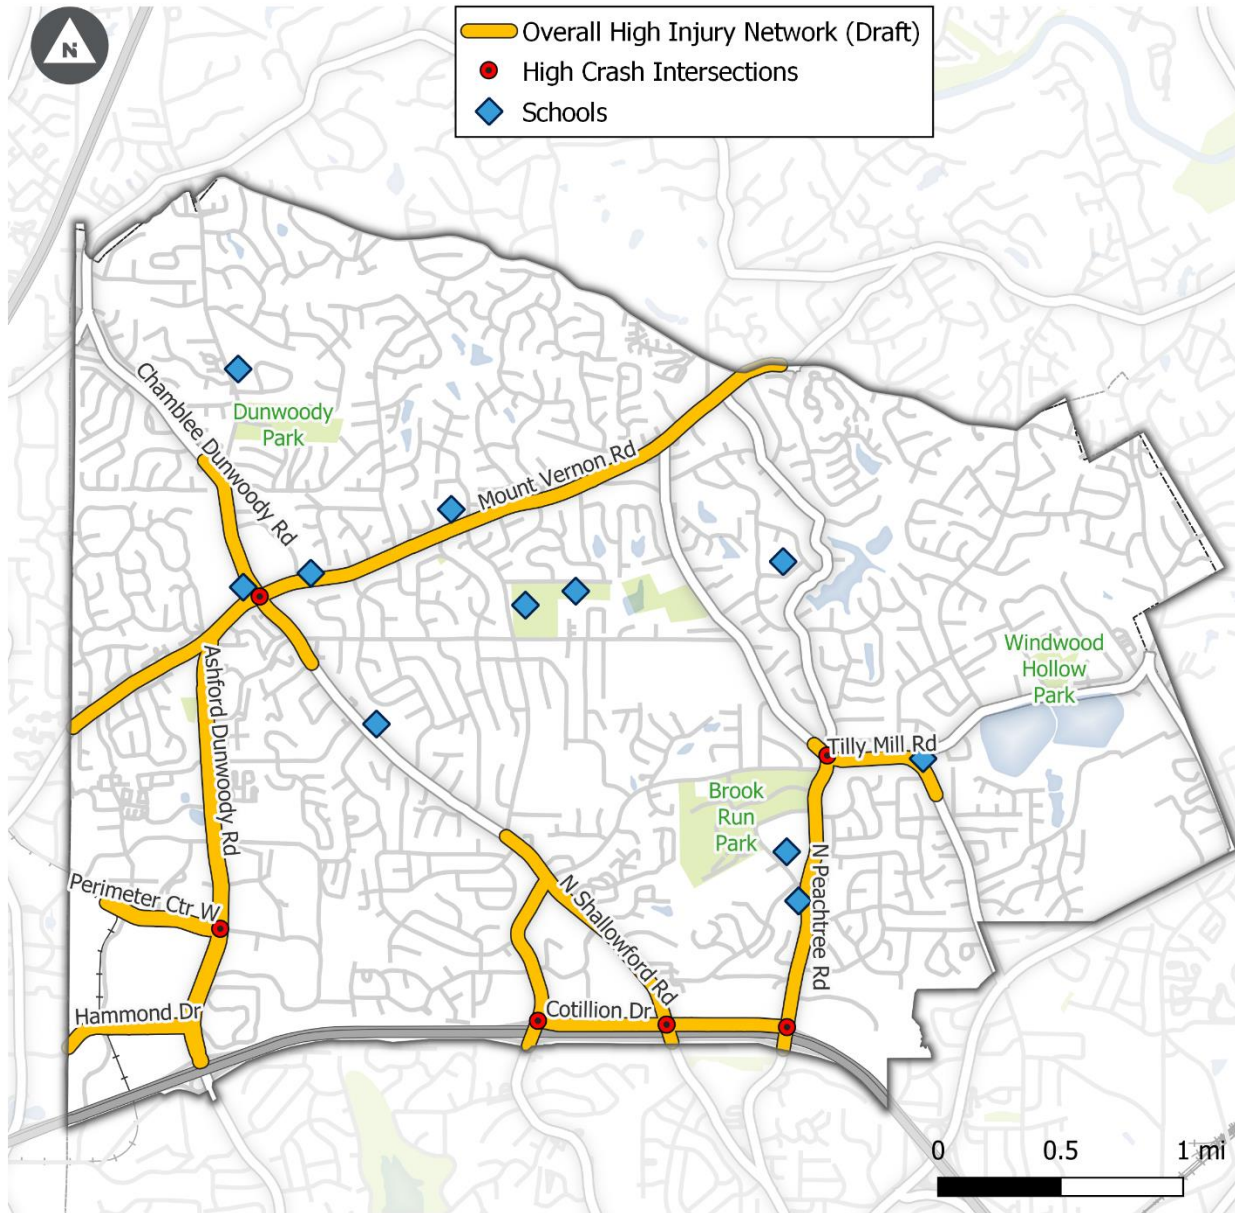 N
Overall High Injury Network (Draft)
High Crash Intersections
Schools
Chamblee Dunwoody Rd
Dunwoody
Park
Mount Vernon Rd
Ashford Dunwoody Rd
Windwood
Hollow
Park
Tilly Mill Rd
Brook
Run
Park
N Peachtree Rd
Perimeter Ctr W
N Shallowford Rd
Hammond Dr
Cotillion Dr
0 0.5 1 mi